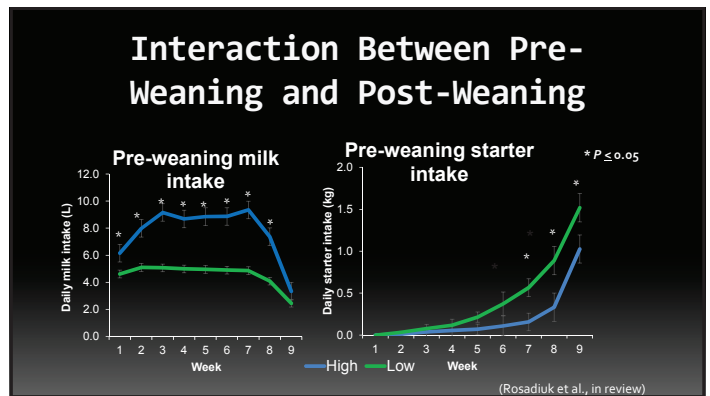 Interaction Between Pre-
Weaning and Post-Weaning
Pre-weaning milk
intake
Daily milk intake (L)
12.0
10.0
8.0
6.0
4.0
2.0
0.0
* * * * * * * *
1 2 3 4 5 6 7 8 9
Week
Pre-weaning starter
intake
* P ≤ 0.05
Daily starter intake (kg)
2.0
1.5
1.0
0.5
0.0
* * * * *
1 2 3 4 5 6 7 8 9
Week
High Low
(Rosadiuk et al., in review)